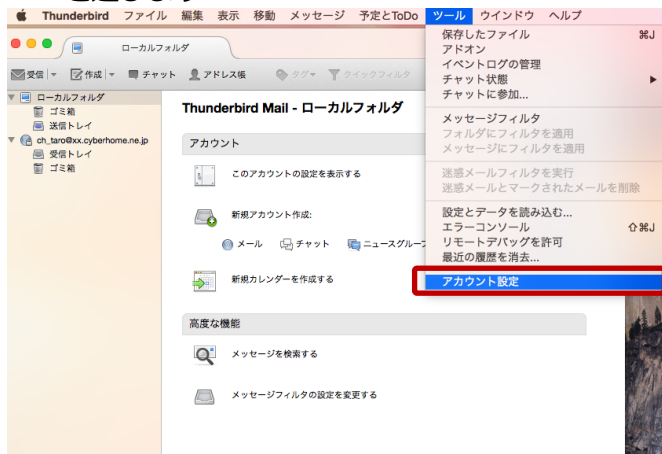 Thunderbird ファイル 編集 表示 移動 メッセージ 予定とToDo ツール ウインドウ ヘルプ
保存したファイル ⌘J
アドオン
イベントログの管理
チャット状態 ▶
チャットに参加...
メッセージフィルタ
フォルダにフィルタを適用
メッセージにフィルタを適用
迷惑メールフィルタを実行
迷惑メールとマークされたメールを削除
設定とデータを読み込む...
エラーコンソール ⇧⌘J
リモートデバッグを許可
最近の履歴を消去...
アカウント設定
ローカルフォルダ
受信 作成 チャット アドレス帳 タグ クイックフィルタ
ローカルフォルダ
ゴミ箱
送信トレイ
ch_taro@xx.cyberhome.ne.jp
受信トレイ
ゴミ箱
Thunderbird Mail - ローカルフォルダ
アカウント
このアカウントの設定を表示する
新規アカウント作成:
メール チャット ニュースグルー
新規カレンダーを作成する
高度な機能
メッセージを検索する
メッセージフィルタの設定を変更する